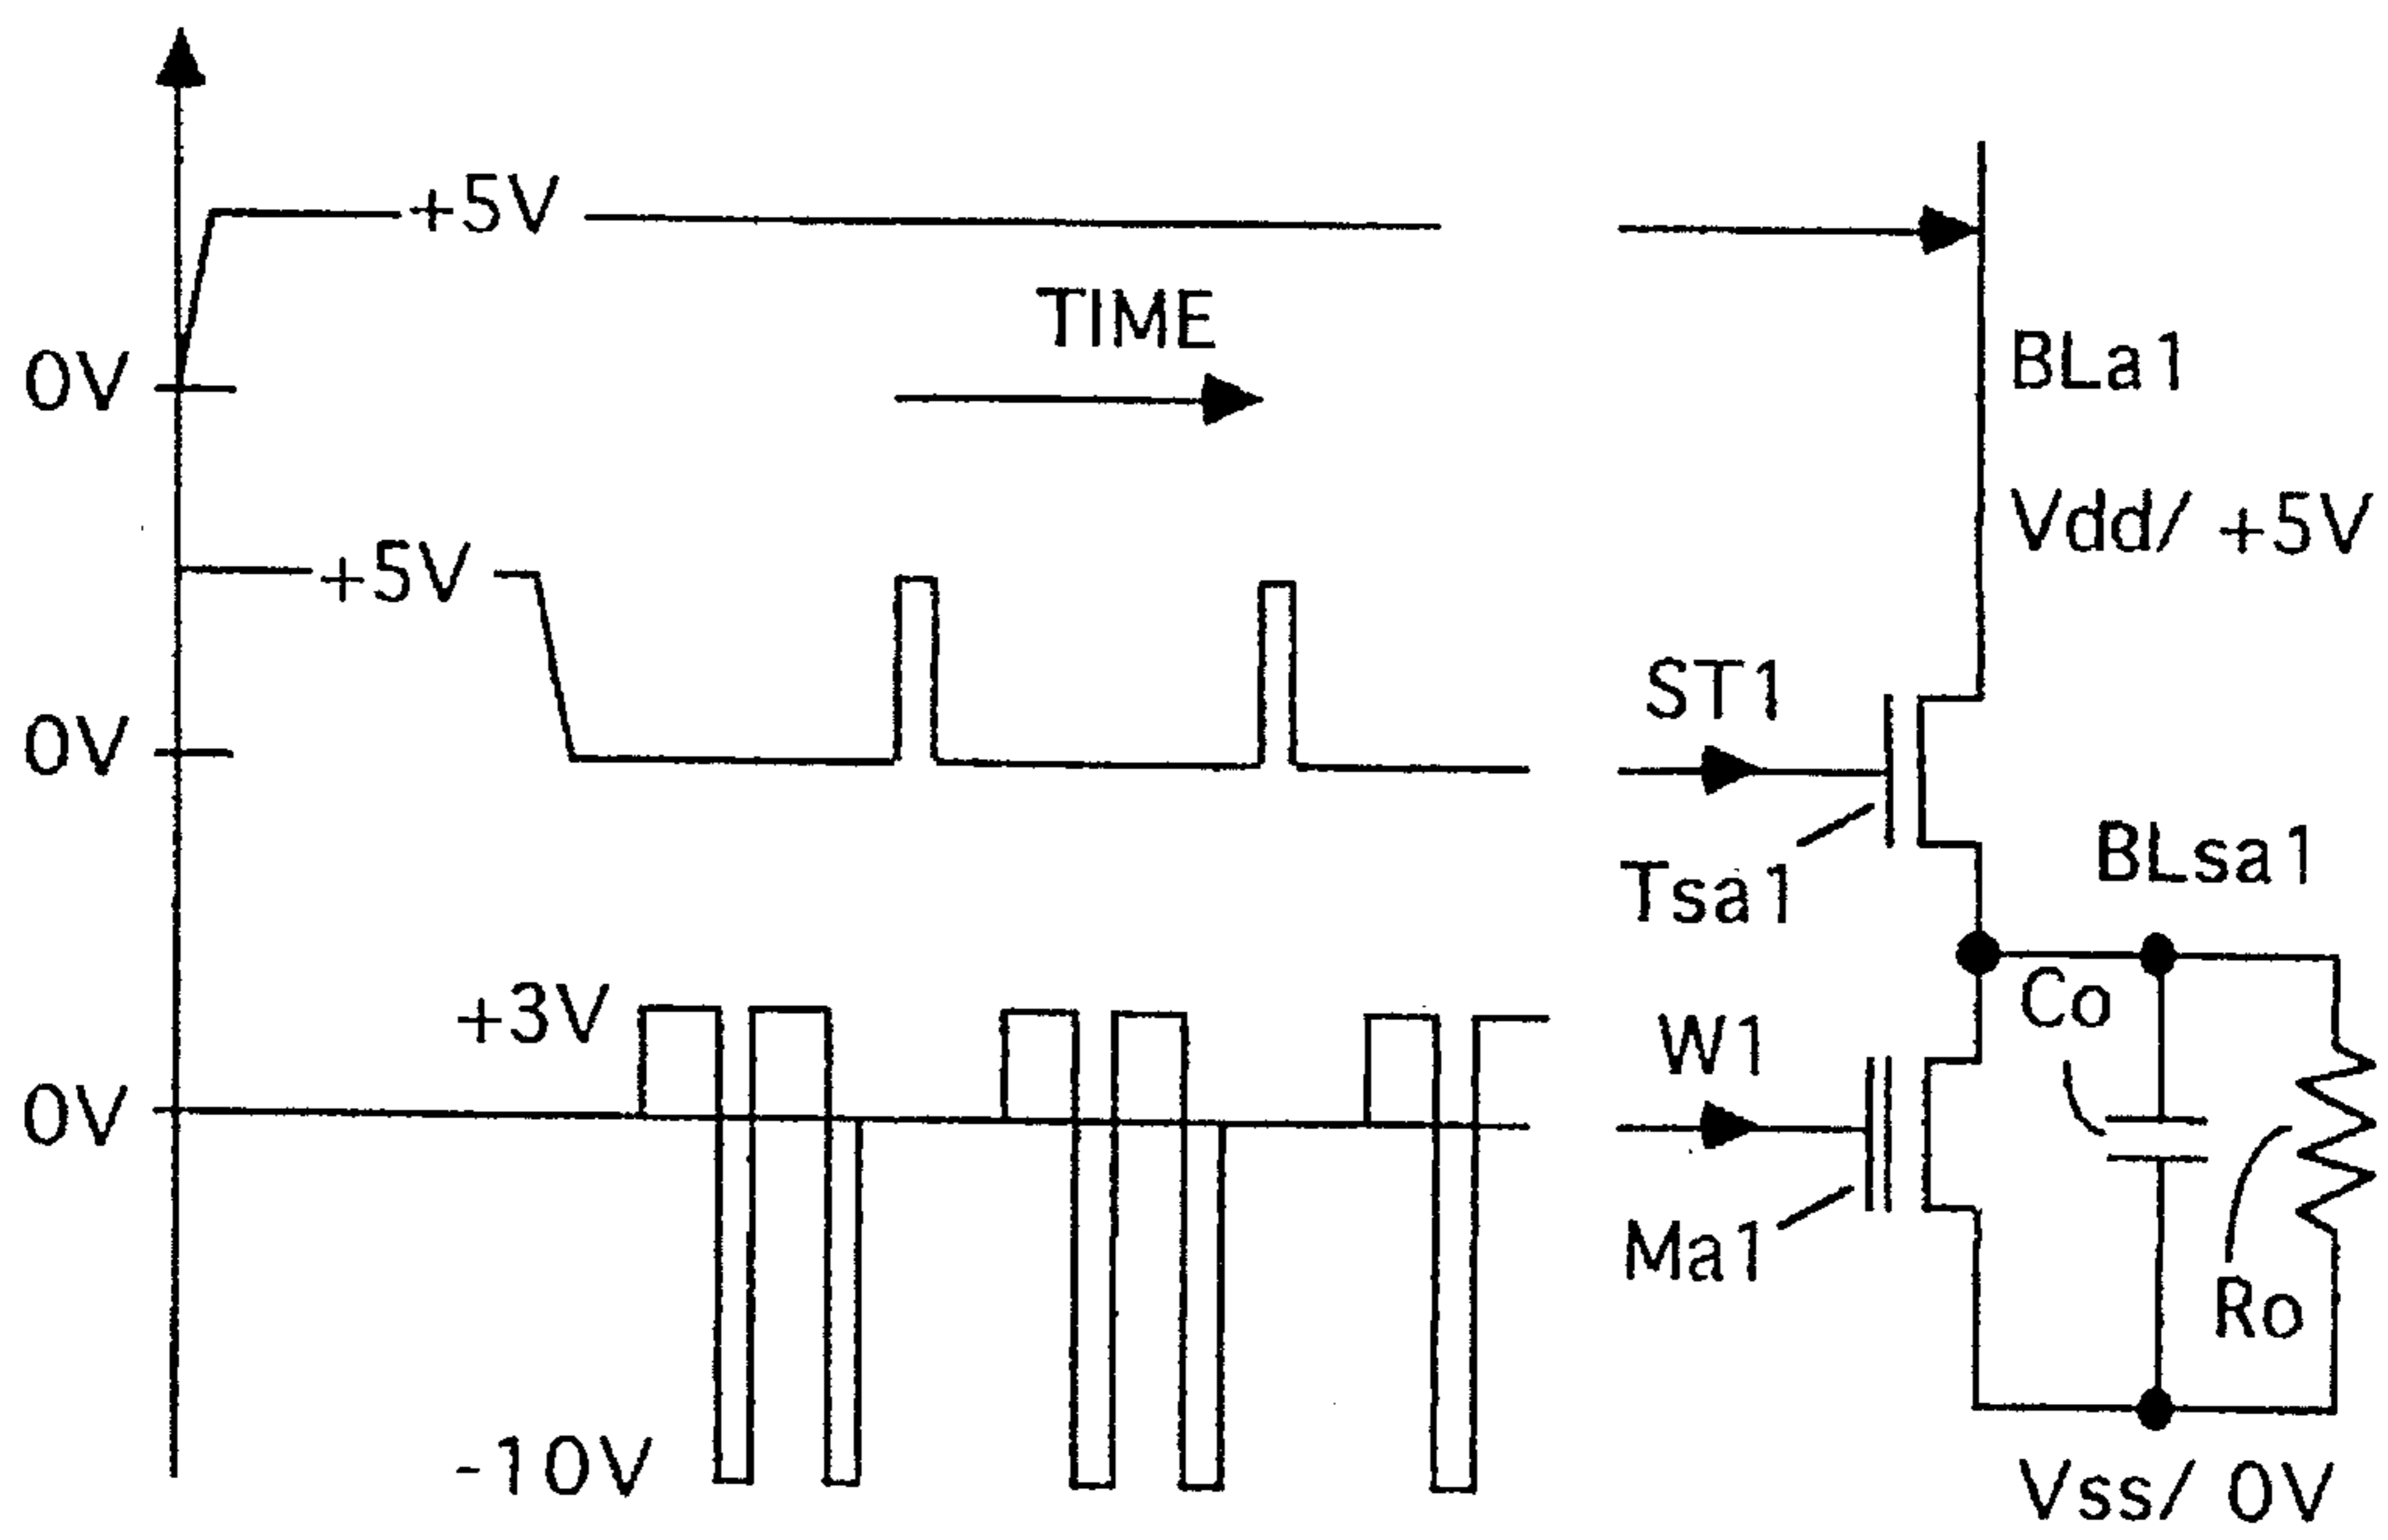 +5V
TIME
0V
BLa1
Vdd/ +5V
+5V
ST1
0V
Tsa1
BLsa1
+3V
Co
W1
0V
Ma1
Ro
-10V
Vss/ 0V